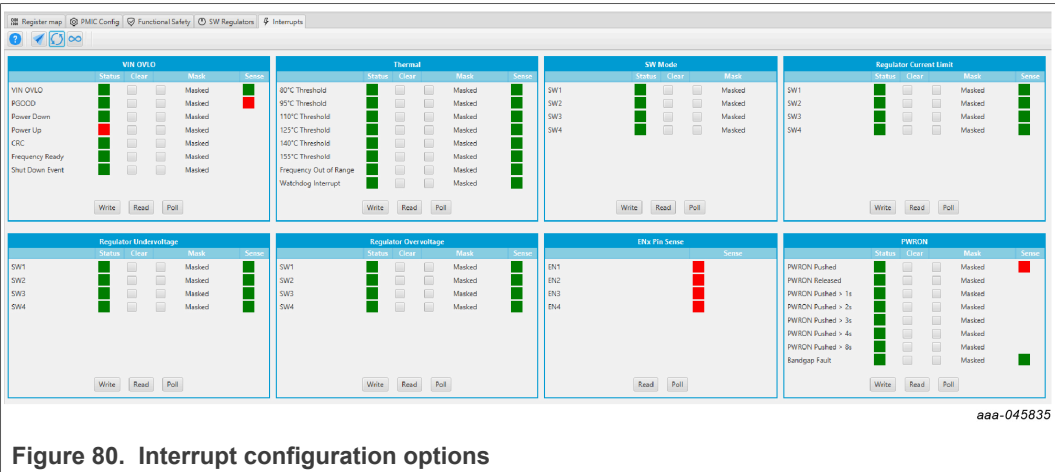 Register map PMIC Config Functional Safety SW Regulators Interrupts
VIN OVLO
Status Clear Mask Sense
VIN OVLO Masked
PGOOD Masked
Power Down Masked
Power Up Masked
CRC Masked
Frequency Ready Masked
Shut Down Event Masked
Write Read Poll
Thermal
Status Clear Mask Sense
80°C Threshold Masked
95°C Threshold Masked
110°C Threshold Masked
125°C Threshold Masked
140°C Threshold Masked
155°C Threshold Masked
Frequency Out of Range Masked
Watchdog Interrupt Masked
Write Read Poll
SW Mode
Status Clear Mask
SW1 Masked
SW2 Masked
SW3 Masked
SW4 Masked
Write Read Poll
Regulator Current Limit
Status Clear Mask Sense
SW1 Masked
SW2 Masked
SW3 Masked
SW4 Masked
Write Read Poll
Regulator Undervoltage
Status Clear Mask Sense
SW1 Masked
SW2 Masked
SW3 Masked
SW4 Masked
Write Read Poll
Regulator Overvoltage
Status Clear Mask Sense
SW1 Masked
SW2 Masked
SW3 Masked
SW4 Masked
Write Read Poll
ENx Pin Sense
Sense
EN1
EN2
EN3
EN4
Read Poll
PWRON
Status Clear Mask Sense
PWRON Pushed Masked
PWRON Released Masked
PWRON Pushed > 1s Masked
PWRON Pushed > 2s Masked
PWRON Pushed > 3s Masked
PWRON Pushed > 4s Masked
PWRON Pushed > 8s Masked
Bandgap Fault Masked
Write Read Poll
aaa-045835
Figure 80. Interrupt configuration options